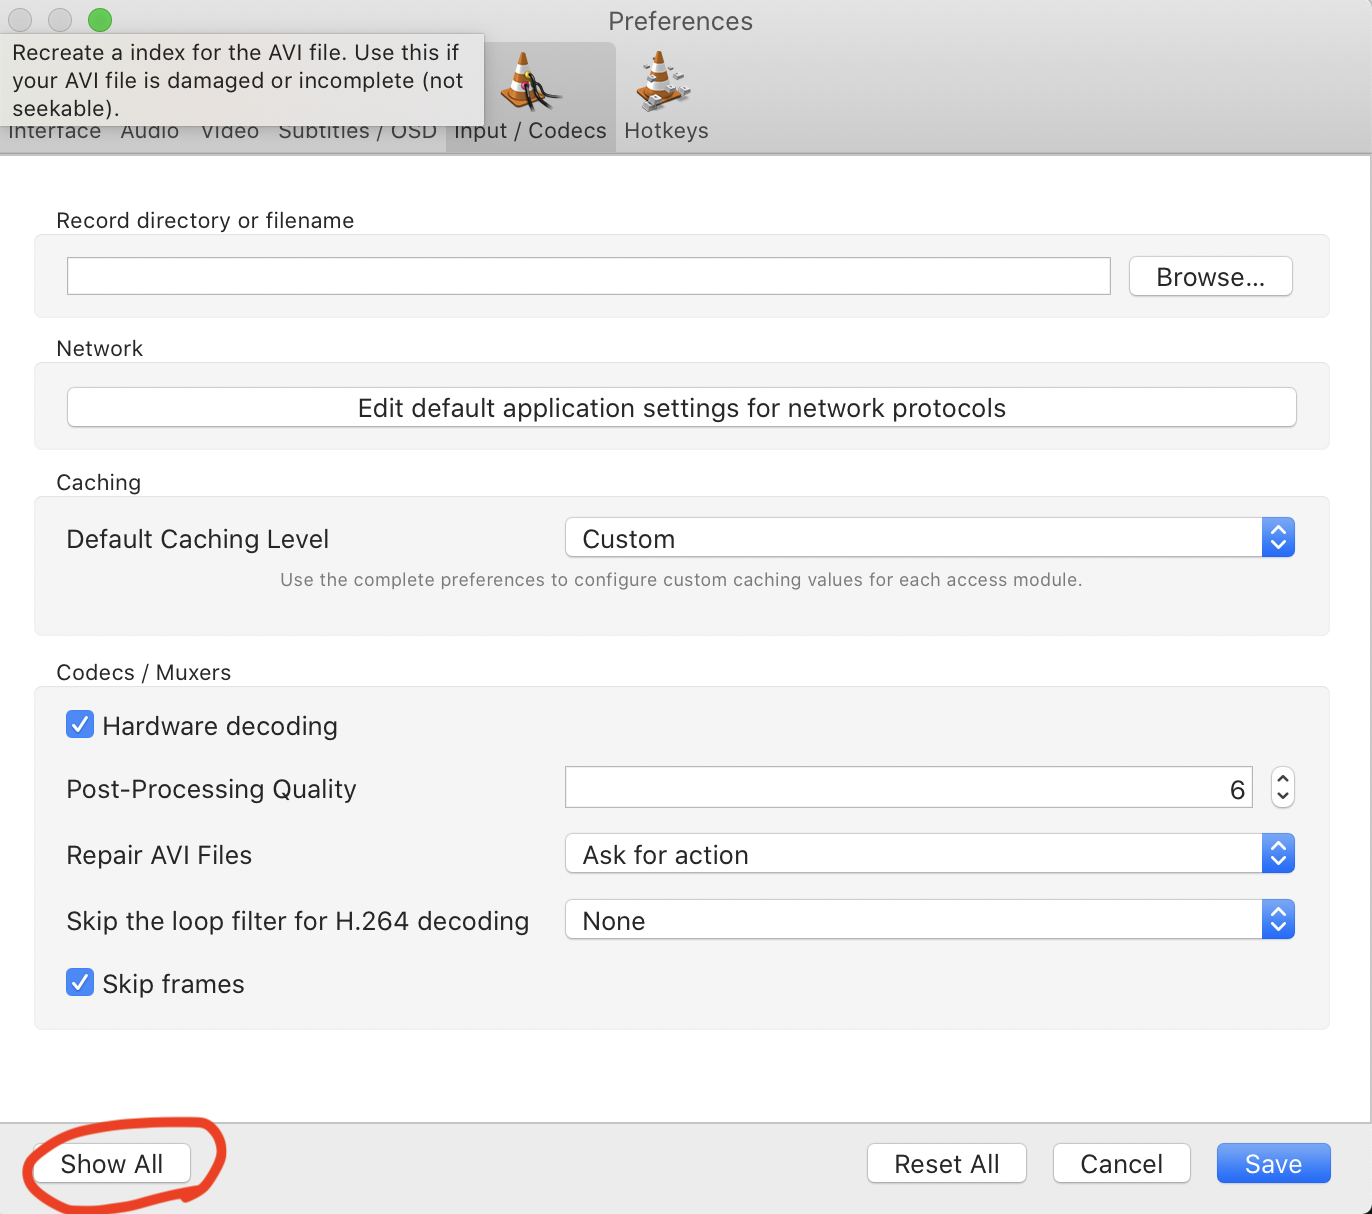 Preferences
Recreate a index for the AVI file. Use this if
your AVI file is damaged or incomplete (not
seekable).
Interface Audio Video Subtitles / OSD Input / Codecs Hotkeys
Record directory or filename
Browse...
Network
Edit default application settings for network protocols
Caching
Default Caching Level Custom
Use the complete preferences to configure custom caching values for each access module.
Codecs / Muxers
Hardware decoding
Post-Processing Quality 6
Repair AVI Files Ask for action
Skip the loop filter for H.264 decoding None
Skip frames
Show All Reset All Cancel Save